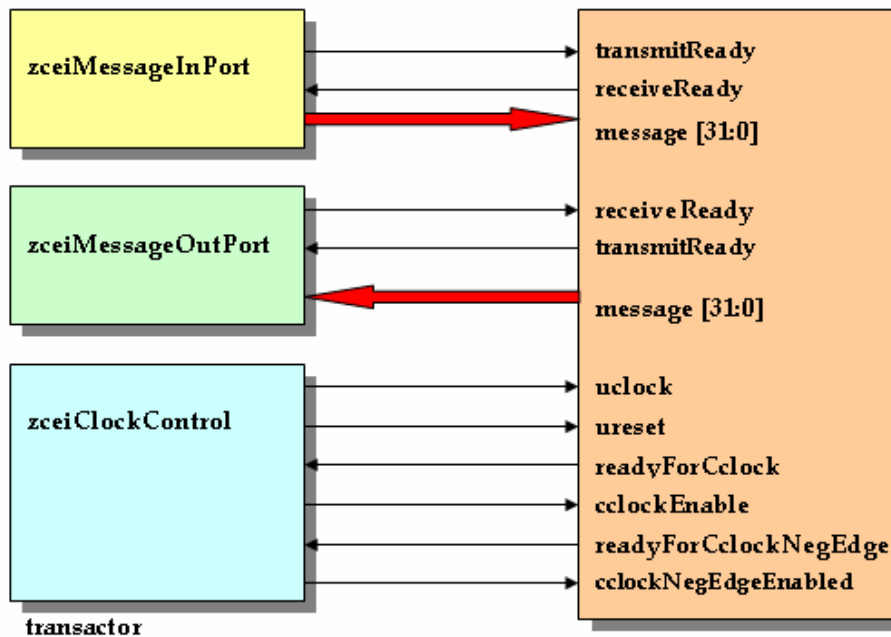 zceiMessageInPort
transmitReady
receiveReady
message [31:0]
zceiMessageOutPort
receiveReady
transmitReady
message [31:0]
zceiClockControl
uclock
ureset
readyForCclock
cclockEnable
readyForCclockNegEdge
cclockNegEdgeEnabled
transactor